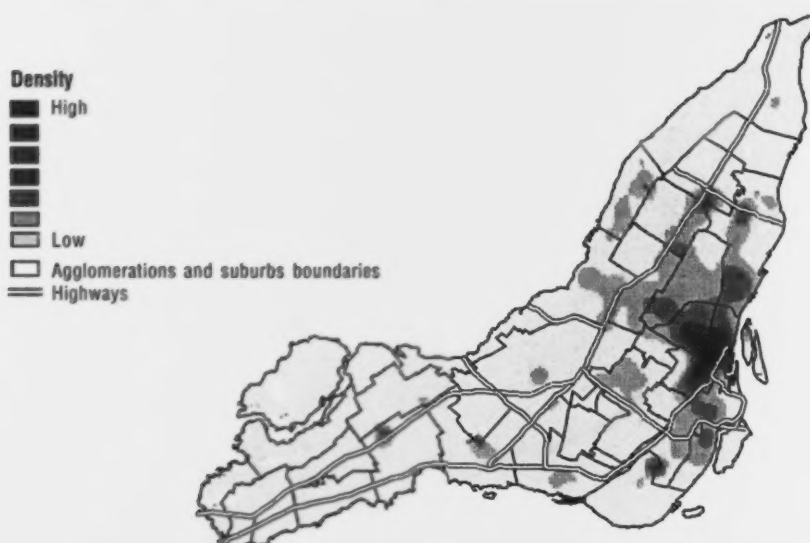 Density
High
Low
Agglomerations and suburbs boundaries
Highways